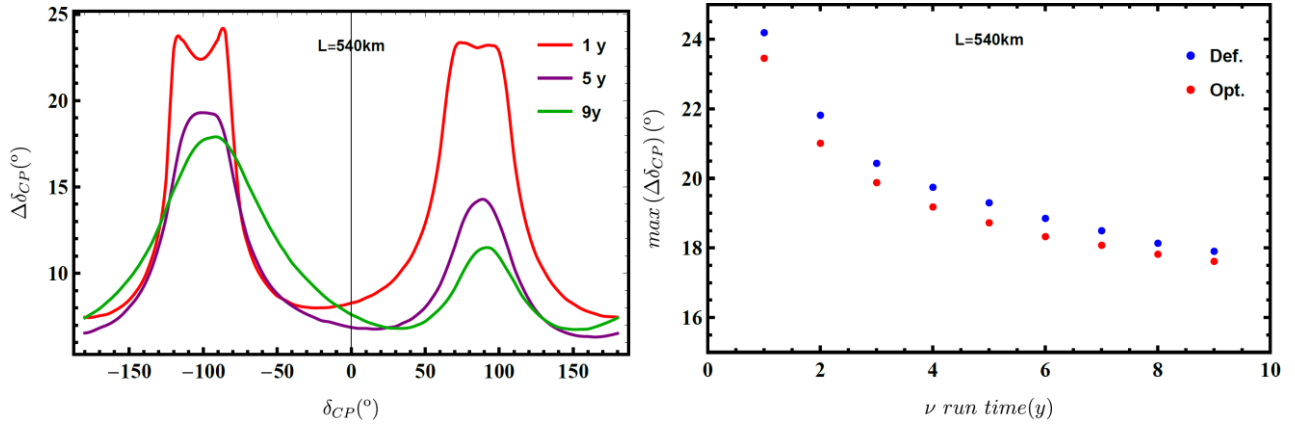 25
20
15
10
Δδ_CP(°)
L=540km
1 y
5 y
9y
−150 −100 −50 0 50 100 150
δ_CP(°)
24
22
20
18
16
max (Δδ_CP) (°)
L=540km
Def.
Opt.
0 2 4 6 8 10
ν run time(y)